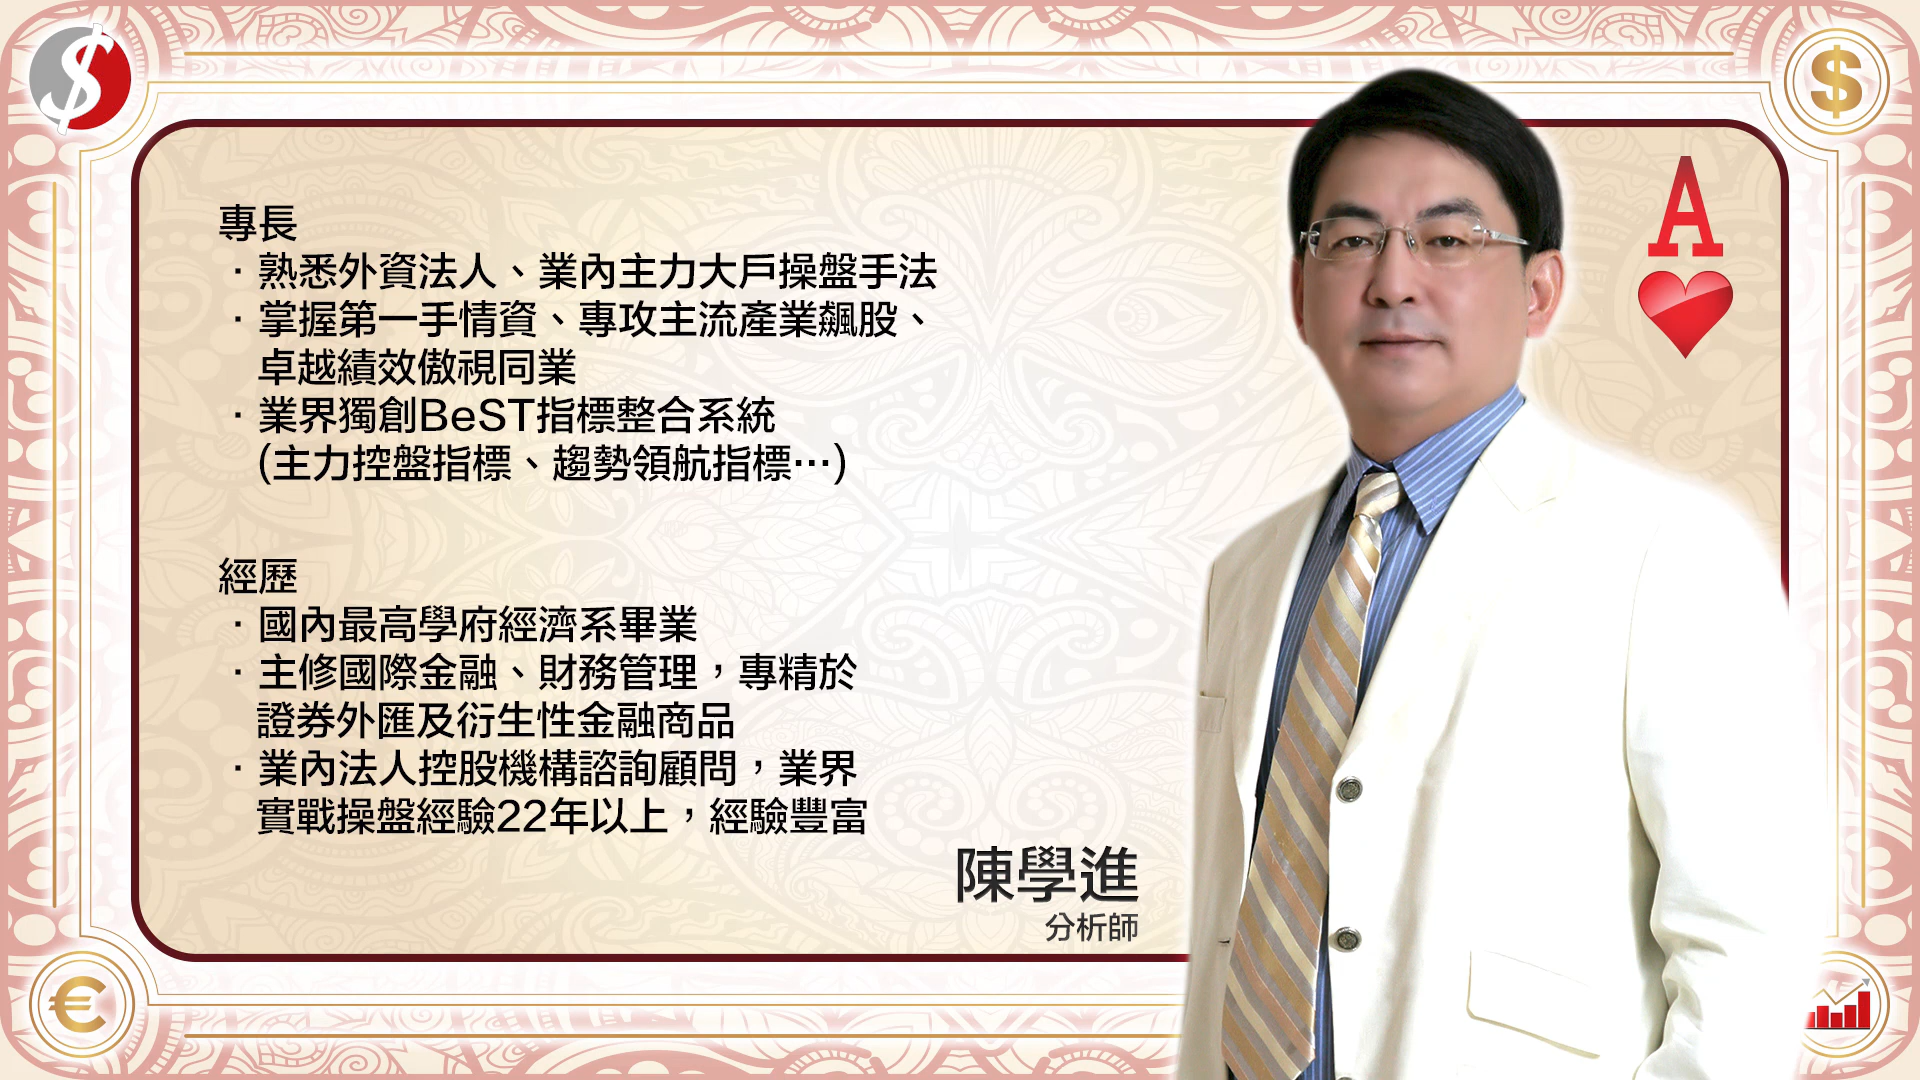 專長
·熟悉外資法人、業內主力大戶操盤手法
·掌握第一手情資、專攻主流產業飆股、
卓越績效傲視同業
·業界獨創BeST指標整合系統
(主力控盤指標、趨勢領航指標…)
經歷
·國內最高學府經濟系畢業
·主修國際金融、財務管理，專精於
證券外匯及衍生性金融商品
·業內法人控股機構諮詢顧問，業界
實戰操盤經驗22年以上，經驗豐富
陳學進
分析師
A
$
$
€